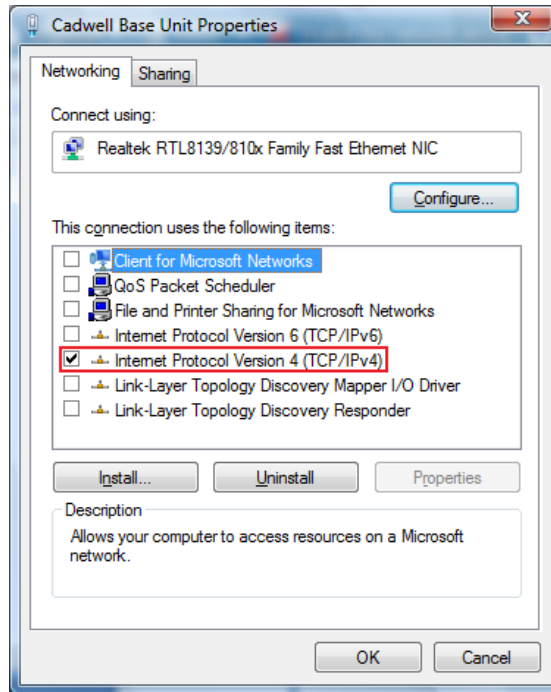 Cadwell Base Unit Properties
Networking
Sharing
Connect using:
Realtek RTL8139/810x Family Fast Ethernet NIC
Configure...
This connection uses the following items:
Client for Microsoft Networks
QoS Packet Scheduler
File and Printer Sharing for Microsoft Networks
Internet Protocol Version 6 (TCP/IPv6)
Internet Protocol Version 4 (TCP/IPv4)
Link-Layer Topology Discovery Mapper I/O Driver
Link-Layer Topology Discovery Responder
Install...
Uninstall
Properties
Description
Allows your computer to access resources on a Microsoft
network.
OK
Cancel